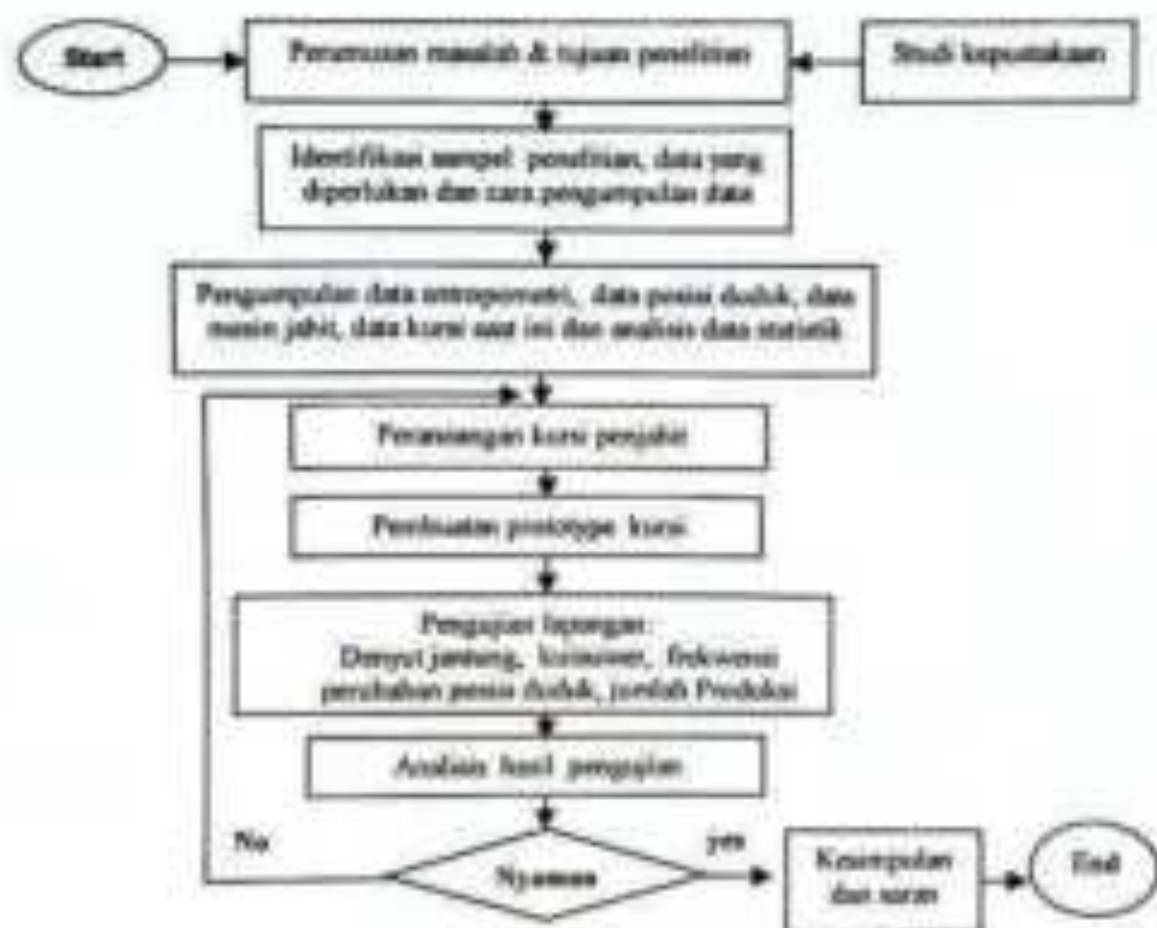 Start
Perumusan masalah & tujuan penelitian
Studi kepustakaan
Identifikasi sampel penelitian, data yang
diperlukan dan cara pengumpulan data
Pengumpulan data antropometri, data posisi duduk, data
mesin jahit, data kursi saat ini dan analisis data statistik
Perancangan kursi penjahit
Pembuatan prototype kursi
Pengujian lapangan:
Denyut jantung, kuisioner, frekwensi
perubahan posisi duduk, jumlah Produksi
Analisis hasil pengujian
No
Nyaman
yes
Kesimpulan
dan saran
End